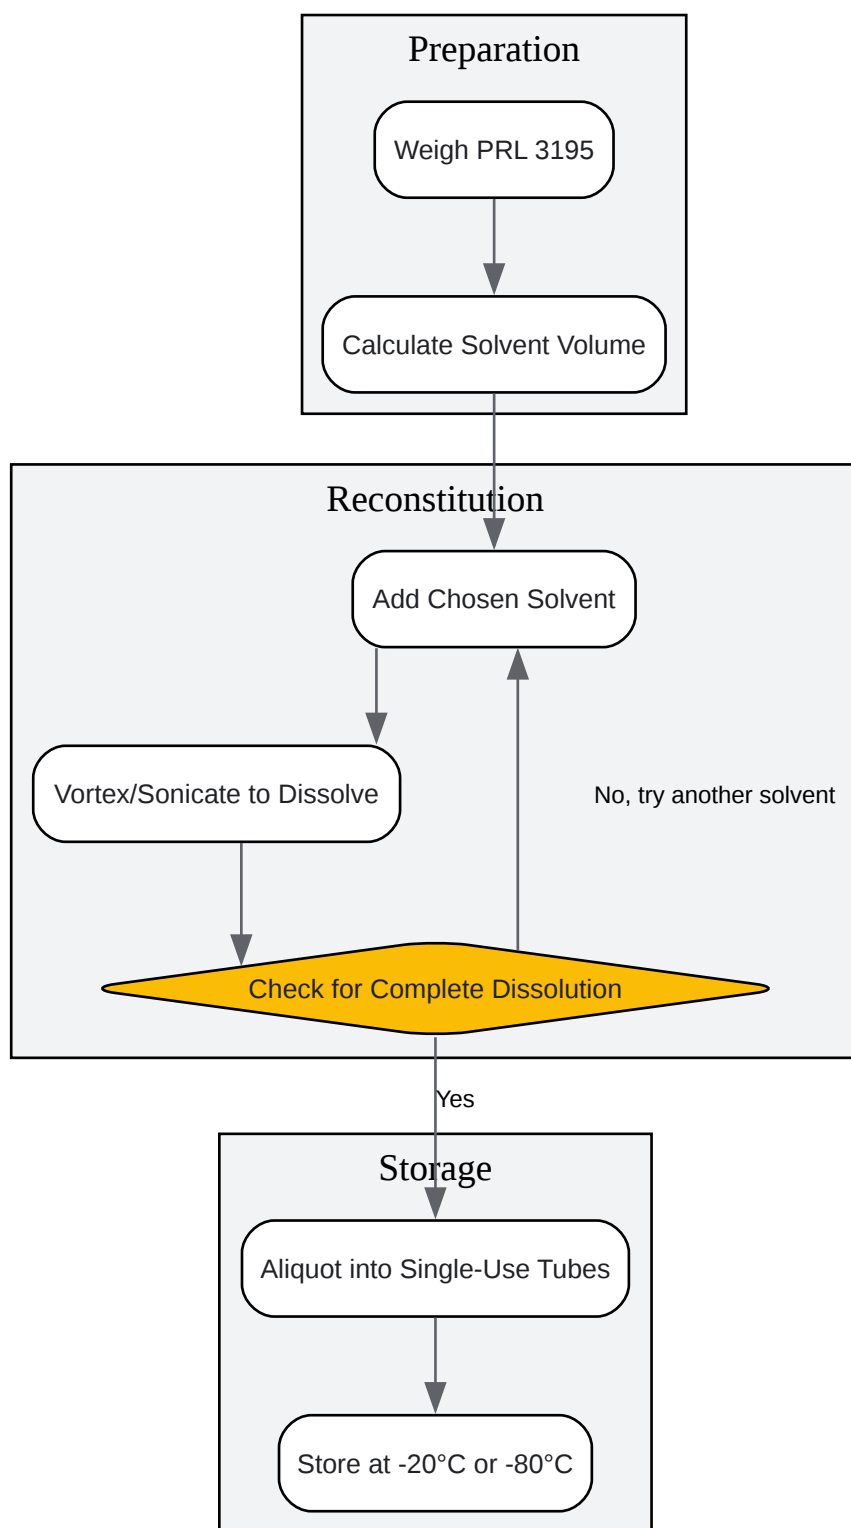 Preparation
Weigh PRL 3195
Calculate Solvent Volume
Reconstitution
Add Chosen Solvent
Vortex/Sonicate to Dissolve
No, try another solvent
Check for Complete Dissolution
Yes
Storage
Aliquot into Single-Use Tubes
Store at -20°C or -80°C